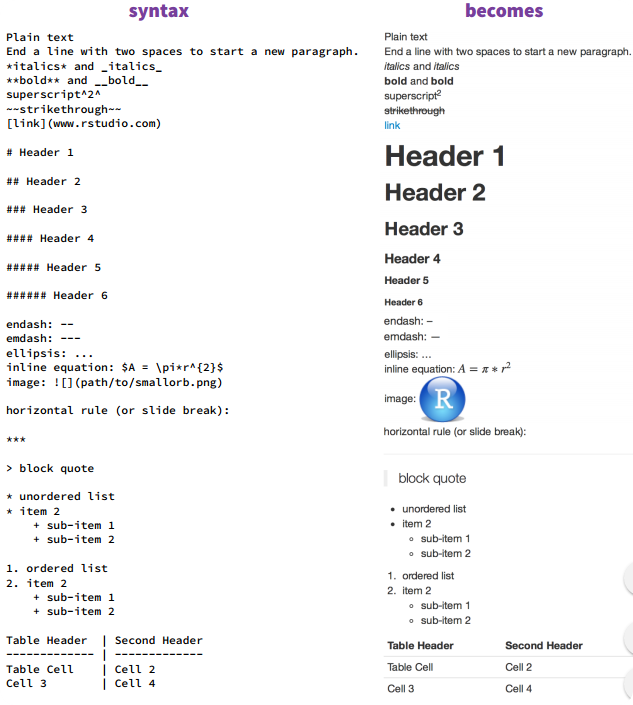 syntax
Plain text
End a line with two spaces to start a new paragraph.
*italics* and _italics_
**bold** and __bold__
superscript^2^
~~strikethrough~~
[link](www.rstudio.com)
# Header 1
## Header 2
### Header 3
#### Header 4
##### Header 5
###### Header 6
endash: --
emdash: ---
ellipsis: ...
inline equation: $A = \pi*r^{2}$
image: ![](path/to/smallorb.png)
horizontal rule (or slide break):
***
> block quote
* unordered list
* item 2
    + sub-item 1
    + sub-item 2
1. ordered list
2. item 2
    + sub-item 1
    + sub-item 2
Table Header  | Second Header
------------- | -------------
Table Cell    | Cell 2
Cell 3        | Cell 4
becomes
Plain text
End a line with two spaces to start a new paragraph.
italics and italics
bold and bold
superscript²
strikethrough
link
Header 1
Header 2
Header 3
Header 4
Header 5
Header 6
endash: –
emdash: —
ellipsis: …
inline equation: A = π ∗ r²
image: R
horizontal rule (or slide break):
block quote
• unordered list
• item 2
◦ sub-item 1
◦ sub-item 2
1. ordered list
2. item 2
◦ sub-item 1
◦ sub-item 2
Table Header Second Header
Table Cell Cell 2
Cell 3 Cell 4